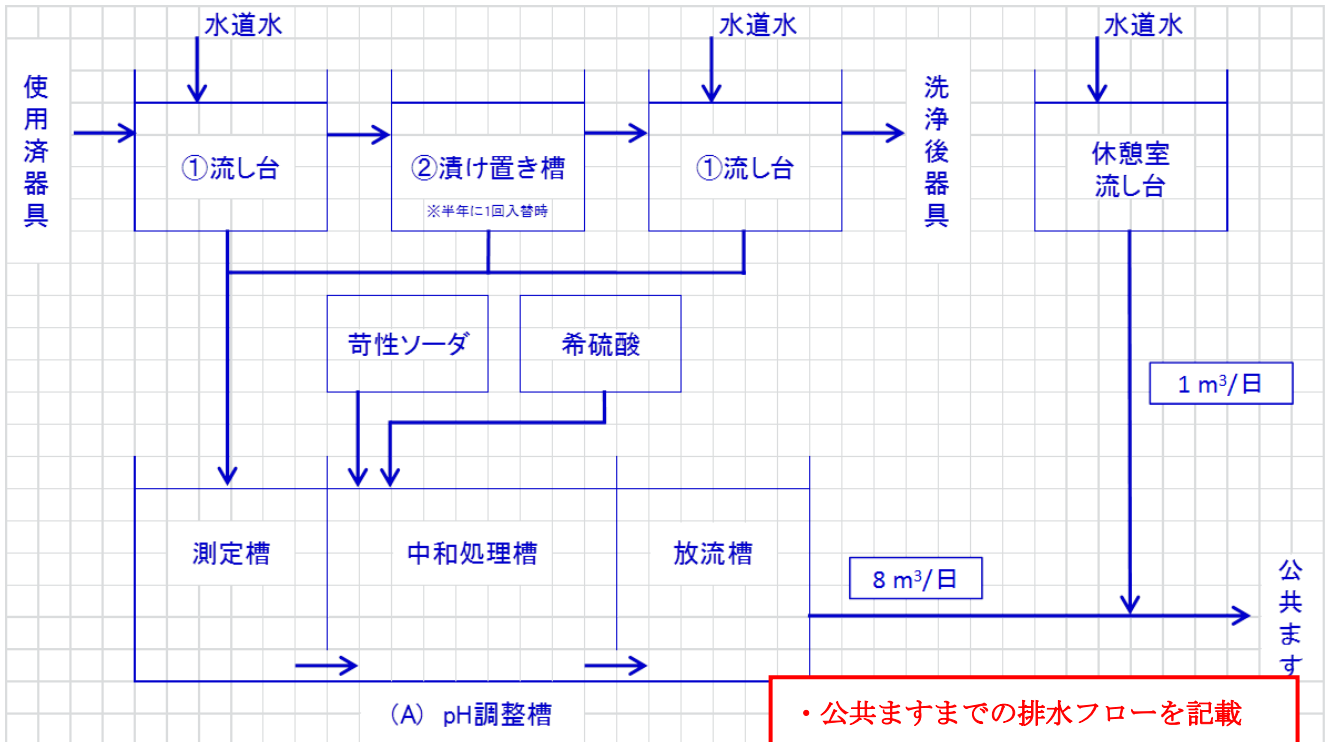 水道水
水道水
水道水
使用済器具
①流し台
②漬け置き槽
※半年に1回入替時
①流し台
洗浄後器具
休憩室
流し台
苛性ソーダ
希硫酸
1 m³/日
測定槽
中和処理槽
放流槽
8 m³/日
公共ます
(A) pH調整槽
・公共ますまでの排水フローを記載